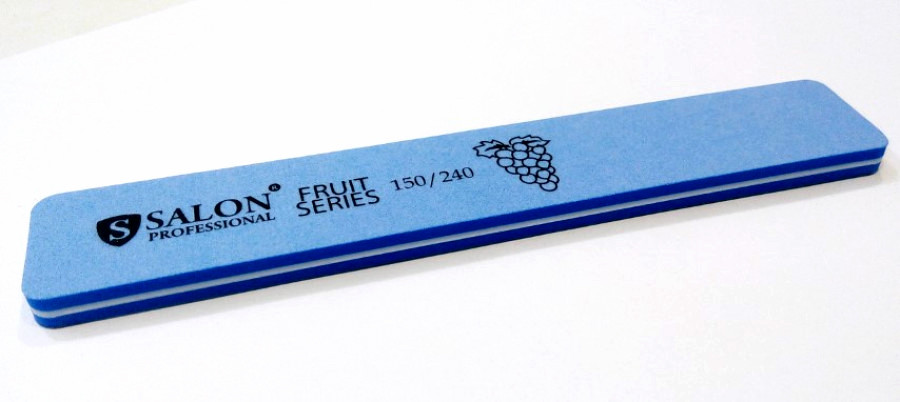 S SALON®
PROFESSIONAL
FRUIT
SERIES
150/240